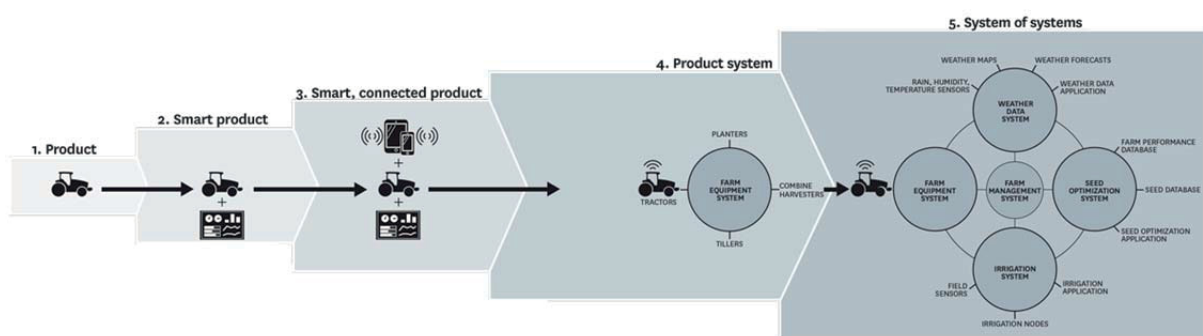 1. Product
2. Smart product
+
3. Smart, connected product
+
+
4. Product system
PLANTERS
TRACTORS
FARM
EQUIPMENT
SYSTEM
COMBINE
HARVESTERS
TILLERS
5. System of systems
WEATHER MAPS
WEATHER FORECASTS
RAIN, HUMIDITY,
TEMPERATURE SENSORS
WEATHER DATA
APPLICATION
WEATHER
DATA
SYSTEM
FARM
EQUIPMENT
SYSTEM
FARM
MANAGEMENT
SYSTEM
SEED
OPTIMIZATION
SYSTEM
FARM PERFORMANCE
DATABASE
SEED DATABASE
SEED OPTIMIZATION
APPLICATION
IRRIGATION
SYSTEM
FIELD
SENSORS
IRRIGATION
APPLICATION
IRRIGATION NODES